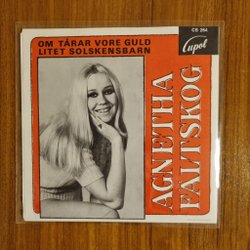 OM TÅRAR VORE GULD
LITET SOLSKENSBARN
CS 264
Cupol
AGNETHA
FÄLTSKOG